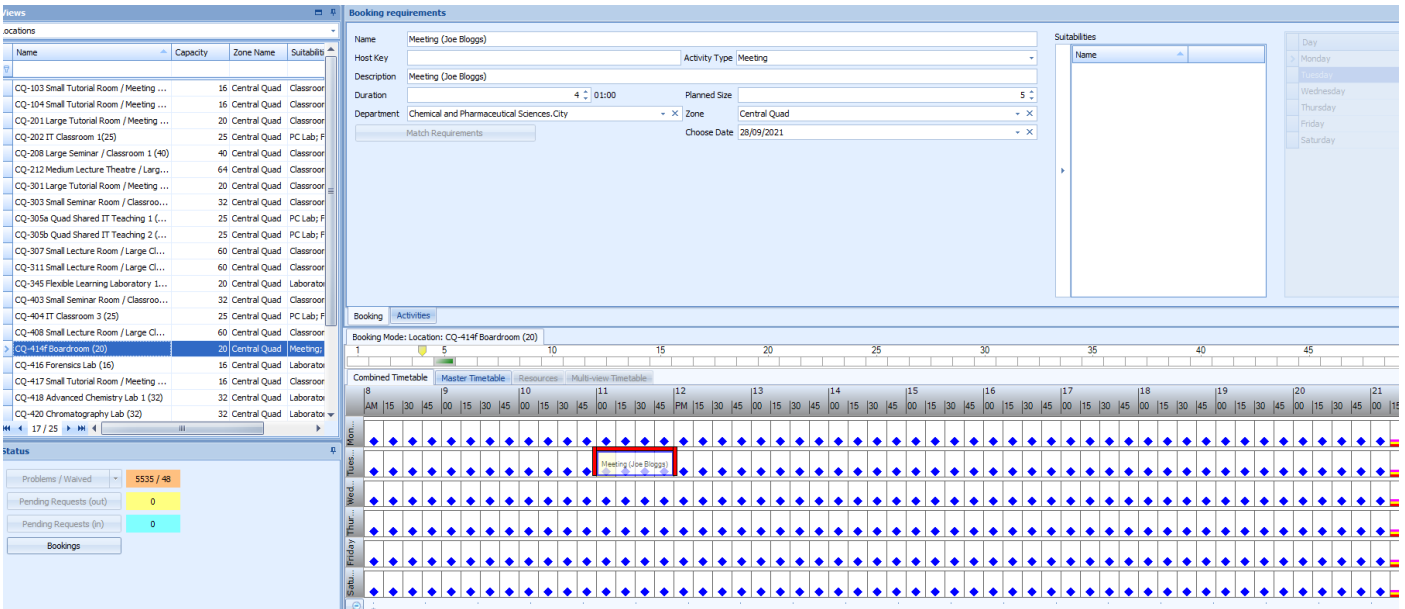 Views
Locations
Name Capacity Zone Name Suitabiliti
CQ-103 Small Tutorial Room / Meeting ... 16 Central Quad Classroor
CQ-104 Small Tutorial Room / Meeting ... 16 Central Quad Classroor
CQ-201 Large Tutorial Room / Meeting ... 20 Central Quad Classroor
CQ-202 IT Classroom 1(25) 25 Central Quad PC Lab; F
CQ-208 Large Seminar / Classroom 1 (40) 40 Central Quad Classroor
CQ-212 Medium Lecture Theatre / Larg... 64 Central Quad Classroor
CQ-301 Large Tutorial Room / Meeting ... 20 Central Quad Classroor
CQ-303 Small Seminar Room / Classroo... 32 Central Quad Classroor
CQ-305a Quad Shared IT Teaching 1 (... 25 Central Quad PC Lab; F
CQ-305b Quad Shared IT Teaching 2 (... 25 Central Quad PC Lab; F
CQ-307 Small Lecture Room / Large Cl... 60 Central Quad Classroor
CQ-311 Small Lecture Room / Large Cl... 60 Central Quad Classroor
CQ-345 Flexible Learning Laboratory 1... 20 Central Quad Laborato
CQ-403 Small Seminar Room / Classroo... 32 Central Quad Classroor
CQ-404 IT Classroom 3 (25) 25 Central Quad PC Lab; F
CQ-408 Small Lecture Room / Large Cl... 60 Central Quad Classroor
CQ-414f Boardroom (20) 20 Central Quad Meeting;
CQ-416 Forensics Lab (16) 16 Central Quad Laborato
CQ-417 Small Tutorial Room / Meeting ... 16 Central Quad Classroor
CQ-418 Advanced Chemistry Lab 1 (32) 32 Central Quad Laborato
CQ-420 Chromatography Lab (32) 32 Central Quad Laborato
17 / 25
Status
Problems / Waived 5535 / 48
Pending Requests (out) 0
Pending Requests (in) 0
Bookings
Booking requirements
Name Meeting (Joe Bloggs)
Host Key Activity Type Meeting
Description Meeting (Joe Bloggs)
Duration 4 01:00 Planned Size 5
Department Chemical and Pharmaceutical Sciences.City Zone Central Quad
Match Requirements Choose Date 28/09/2021
Suitabilities
Name
Day
Monday
Tuesday
Wednesday
Thursday
Friday
Saturday
Booking Activities
Booking Mode: Location: CQ-414f Boardroom (20)
1 5 10 15 20 25 30 35 40 45
Combined Timetable Master Timetable Resources Multi-view Timetable
8 9 10 11 12 13 14 15 16 17 18 19 20 21
AM 15 30 45 00 15 30 45 00 15 30 45 00 15 30 45 PM 15 30 45 00 15 30 45 00 15 30 45 00 15 30 45 00 15 30 45 00 15 30 45 00 15 30 45 00 15 30 45 00 15 30 45 00 15
Mon...
Tues... Meeting (Joe Bloggs)
Wed.
Thur...
Friday
Satu...